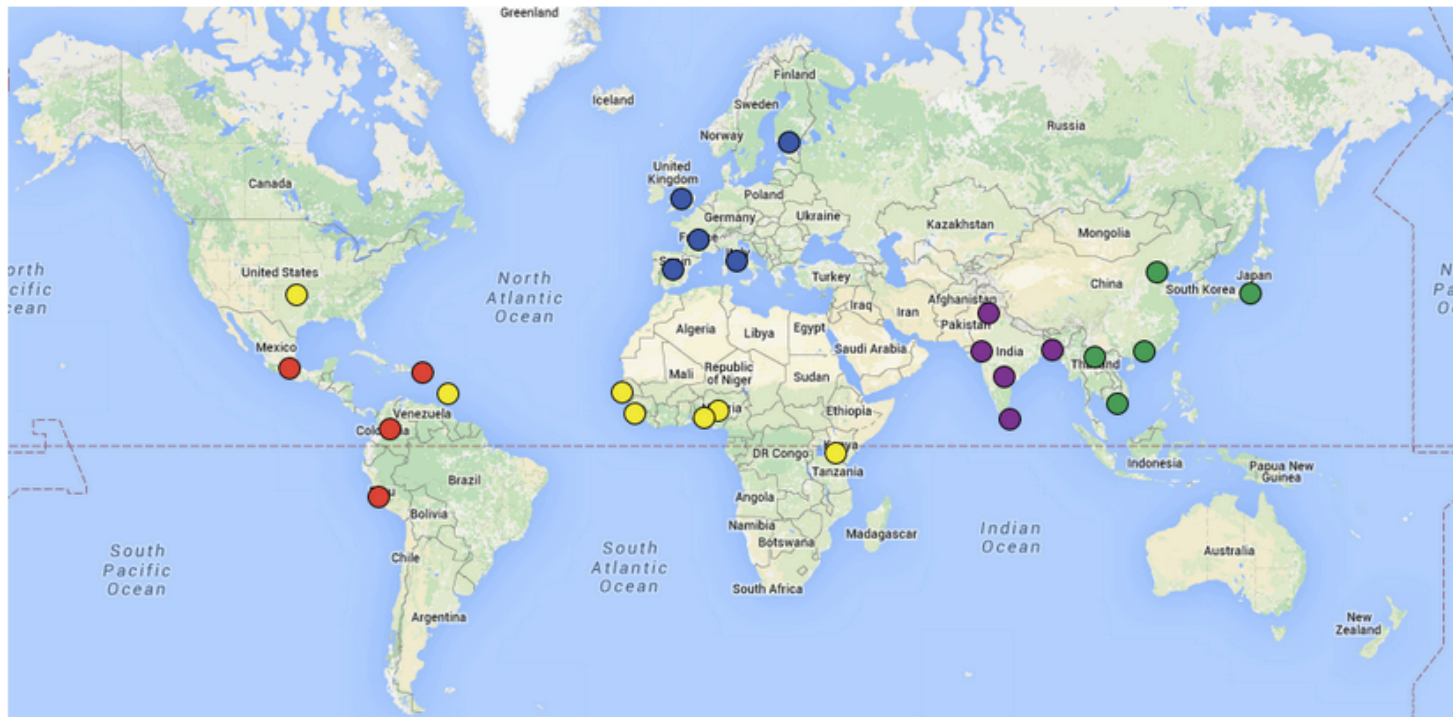 Greenland
Finland
Iceland
Sweden
Russia
Norway
United
Kingdom
Canada
Poland
Germany
Ukraine
Kazakhstan
Mongolia
United States
North
Atlantic
Ocean
Turkey
China
South Korea
Japan
Afghanistan
Iraq
Iran
Pakistan
Algeria
Libya
Egypt
Mexico
Saudi Arabia
India
Mali
Republic
of Niger
Sudan
Venezuela
Ethiopia
DR Congo
Tanzania
Indonesia
Papua New
Guinea
Brazil
Angola
Bolivia
Namibia
Botswana
Madagascar
Indian
Ocean
South
Pacific
Ocean
South
Atlantic
Ocean
Chile
Australia
South Africa
Argentina
New
Zealand